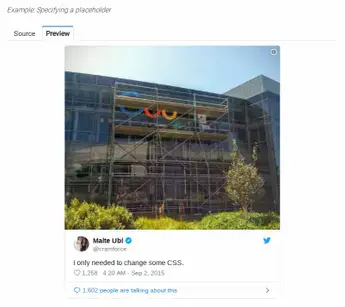 Example: Specifying a placeholder
Source Preview
Malte Ubl
@cramforce
I only needed to change some CSS.
1,258 4:20 AM - Sep 2, 2015
1,602 people are talking about this